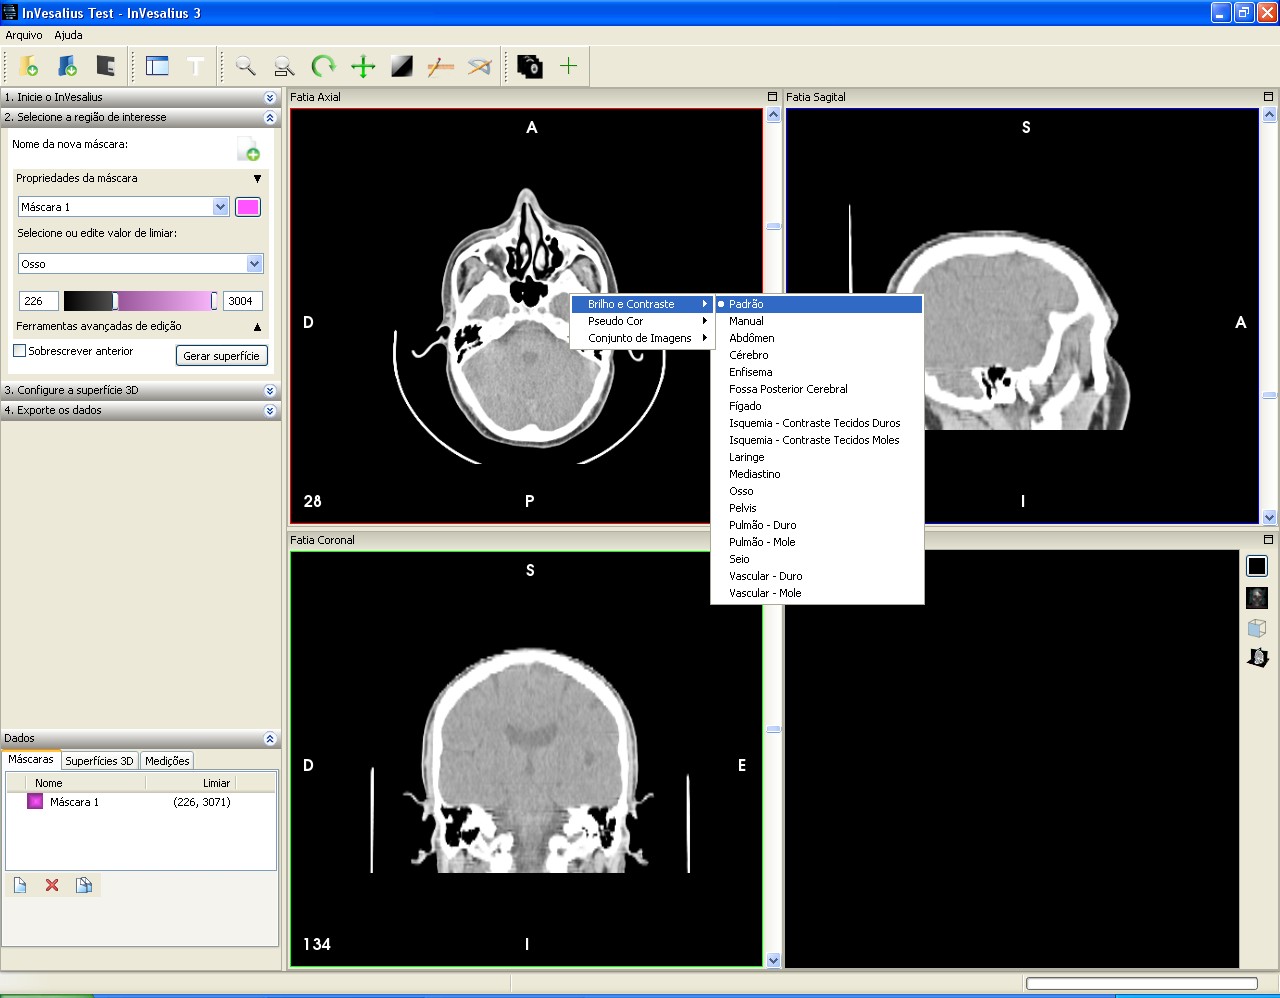 InVesalius Test - InVesalius 3
Arquivo Ajuda
1. Inicie o InVesalius
2. Selecione a região de interesse
Nome da nova máscara:
Propriedades da máscara
Máscara 1
Selecione ou edite valor de limiar:
Osso
226 3004
Ferramentas avançadas de edição
Sobrescrever anterior
Gerar superfície
3. Configure a superfície 3D
4. Exporte os dados
Dados
Máscaras Superfícies 3D Medições
Nome Limiar
Máscara 1 (226, 3071)
Fatia Axial
A
D
28
P
Fatia Sagital
S
A
I
Brilho e Contraste
Pseudo Cor
Conjunto de Imagens
Padrão
Manual
Abdômen
Cérebro
Enfisema
Fossa Posterior Cerebral
Fígado
Isquemia - Contraste Tecidos Duros
Isquemia - Contraste Tecidos Moles
Laringe
Mediastino
Osso
Pelvis
Pulmão - Duro
Pulmão - Mole
Seio
Vascular - Duro
Vascular - Mole
Fatia Coronal
S
D
E
134
I